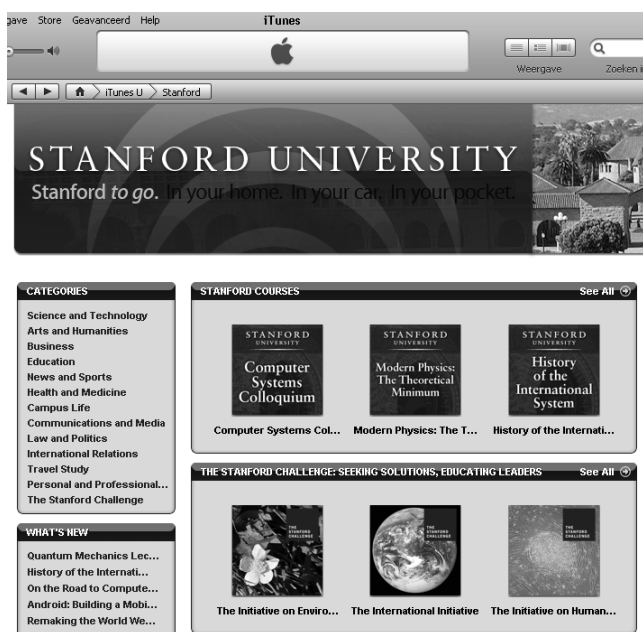 gave Store Geavanceerd Help
iTunes
Weergave
Zoeken i
iTunes U
Stanford
STANFORD UNIVERSITY
Stanford to go. In your home. In your car. In your pocket.
CATEGORIES
Science and Technology
Arts and Humanities
Business
Education
News and Sports
Health and Medicine
Campus Life
Communications and Media
Law and Politics
International Relations
Travel Study
Personal and Professional...
The Stanford Challenge
WHAT'S NEW
Quantum Mechanics Lec...
History of the Internati...
On the Road to Compute...
Android: Building a Mobi...
Remaking the World We...
STANFORD COURSES
See All
STANFORD
UNIVERSITY
Computer
Systems
Colloquium
STANFORD
UNIVERSITY
Modern Physics:
The Theoretical
Minimum
STANFORD
UNIVERSITY
History
of the
International
System
Computer Systems Col...
Modern Physics: The T...
History of the Internati...
THE STANFORD CHALLENGE: SEEKING SOLUTIONS, EDUCATING LEADERS
See All
THE
STANFORD
CHALLENGE
THE
STANFORD
CHALLENGE
THE
STANFORD
CHALLENGE
The Initiative on Enviro...
The International Initiative
The Initiative on Human...